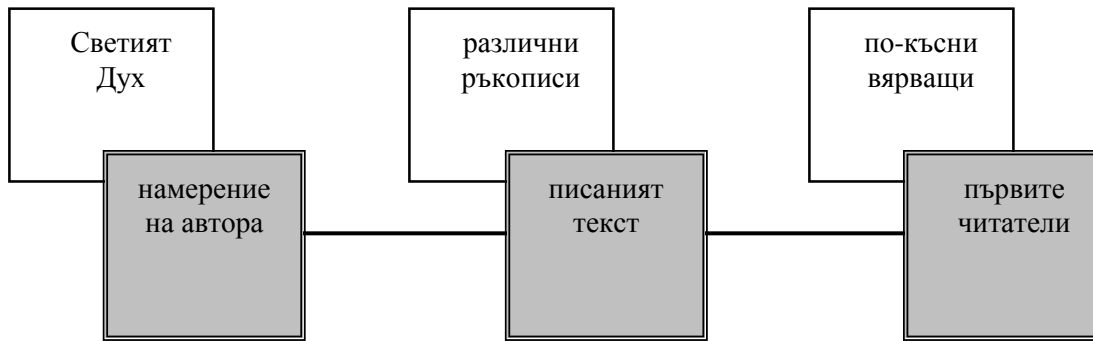 Светият
Дух
различни
ръкописи
по-късни
вярващи
намерение
на автора
писаният
текст
първите
читатели